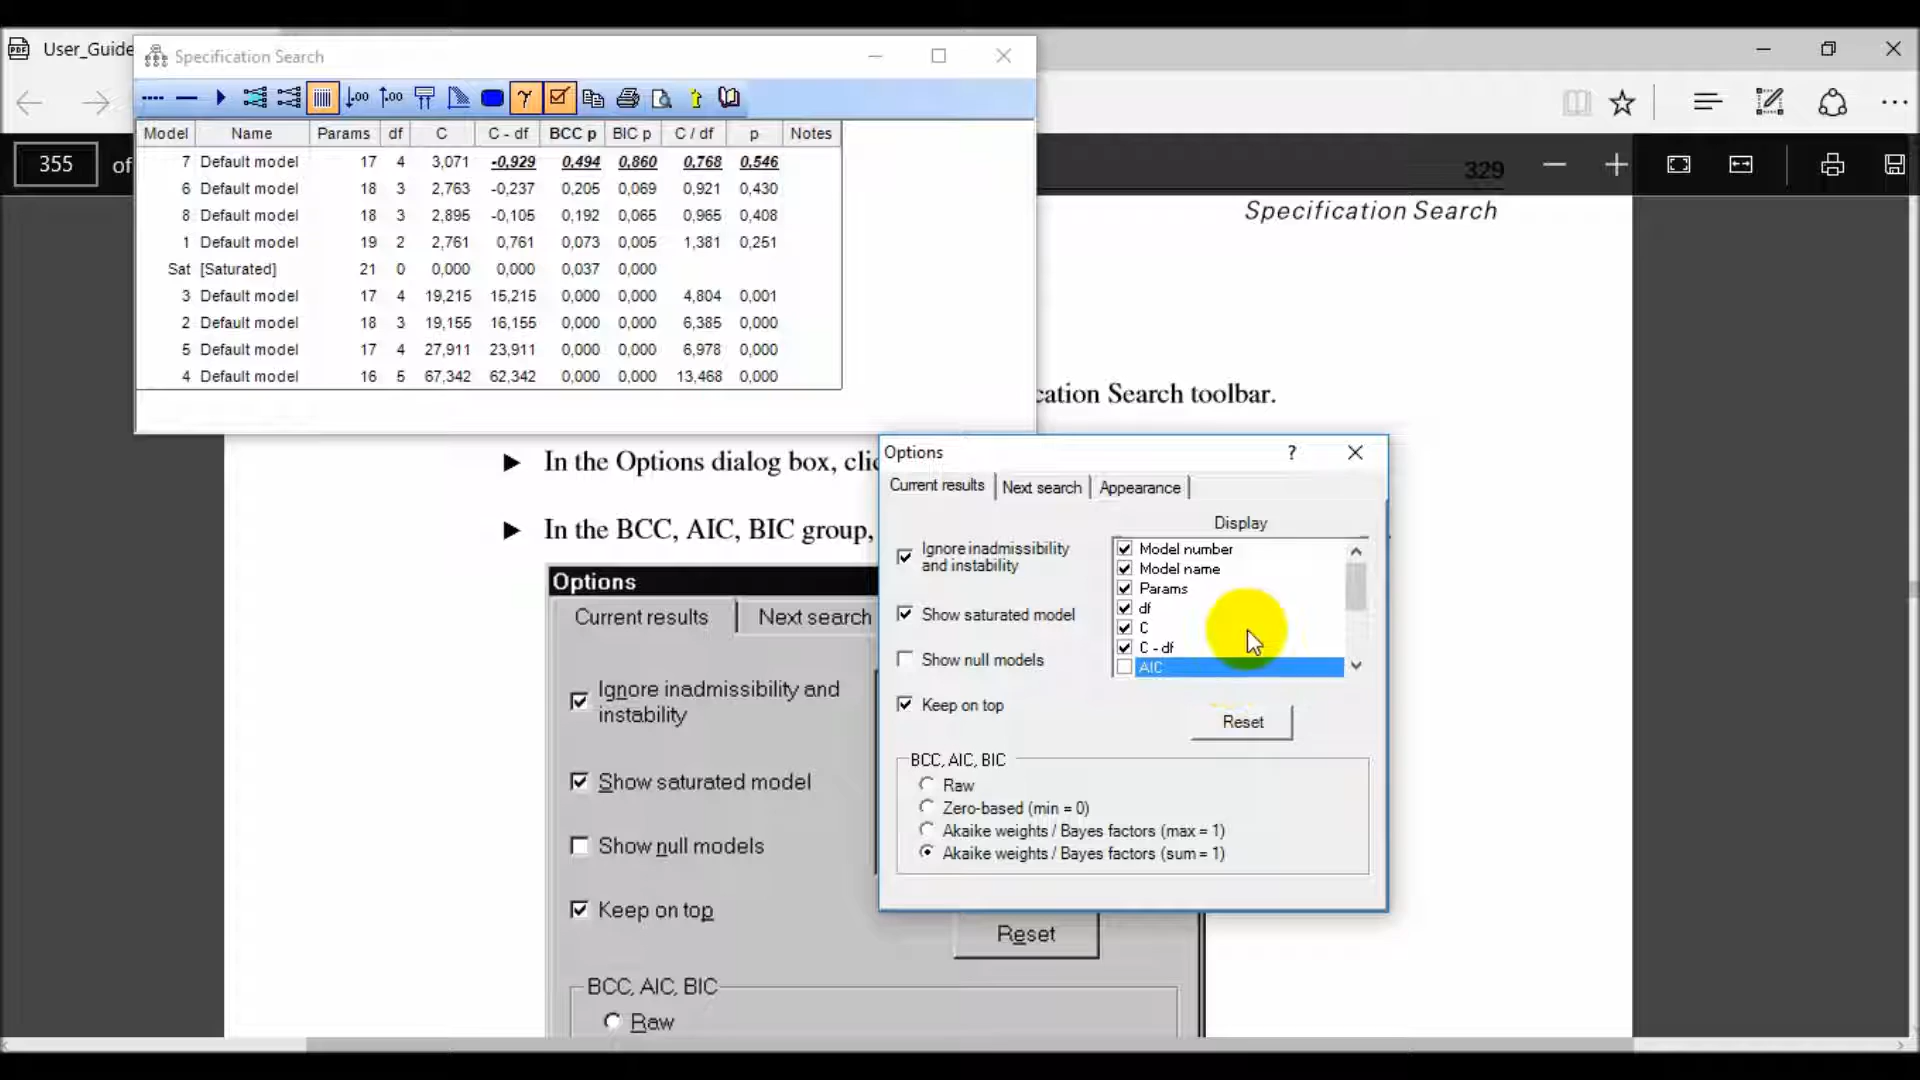 User_Guide
Specification Search
Model Name Params df C C - df BCC p BIC p C / df p Notes
7 Default model 17 4 3,071 -0,929 0,494 0,860 0,768 0,546
6 Default model 18 3 2,763 -0,237 0,205 0,069 0,921 0,430
8 Default model 18 3 2,895 -0,105 0,192 0,065 0,965 0,408
1 Default model 19 2 2,761 0,761 0,073 0,005 1,381 0,251
Sat [Saturated] 21 0 0,000 0,000 0,037 0,000
3 Default model 17 4 19,215 15,215 0,000 0,000 4,804 0,001
2 Default model 18 3 19,155 16,155 0,000 0,000 6,385 0,000
5 Default model 17 4 27,911 23,911 0,000 0,000 6,978 0,000
4 Default model 16 5 67,342 62,342 0,000 0,000 13,468 0,000
355 of
329
Specification Search
cation Search toolbar.
► In the Options dialog box, clic
► In the BCC, AIC, BIC group,
Options
Current results Next search
Ignore inadmissibility and
instability
Show saturated model
Show null models
Keep on top
Reset
BCC, AIC, BIC
Raw
Options
?
Current results Next search Appearance
Display
Ignore inadmissibility
and instability
Show saturated model
Show null models
Keep on top
Model number
Model name
Params
df
C
C - df
AIC
Reset
BCC, AIC, BIC
Raw
Zero-based (min = 0)
Akaike weights / Bayes factors (max = 1)
Akaike weights / Bayes factors (sum = 1)